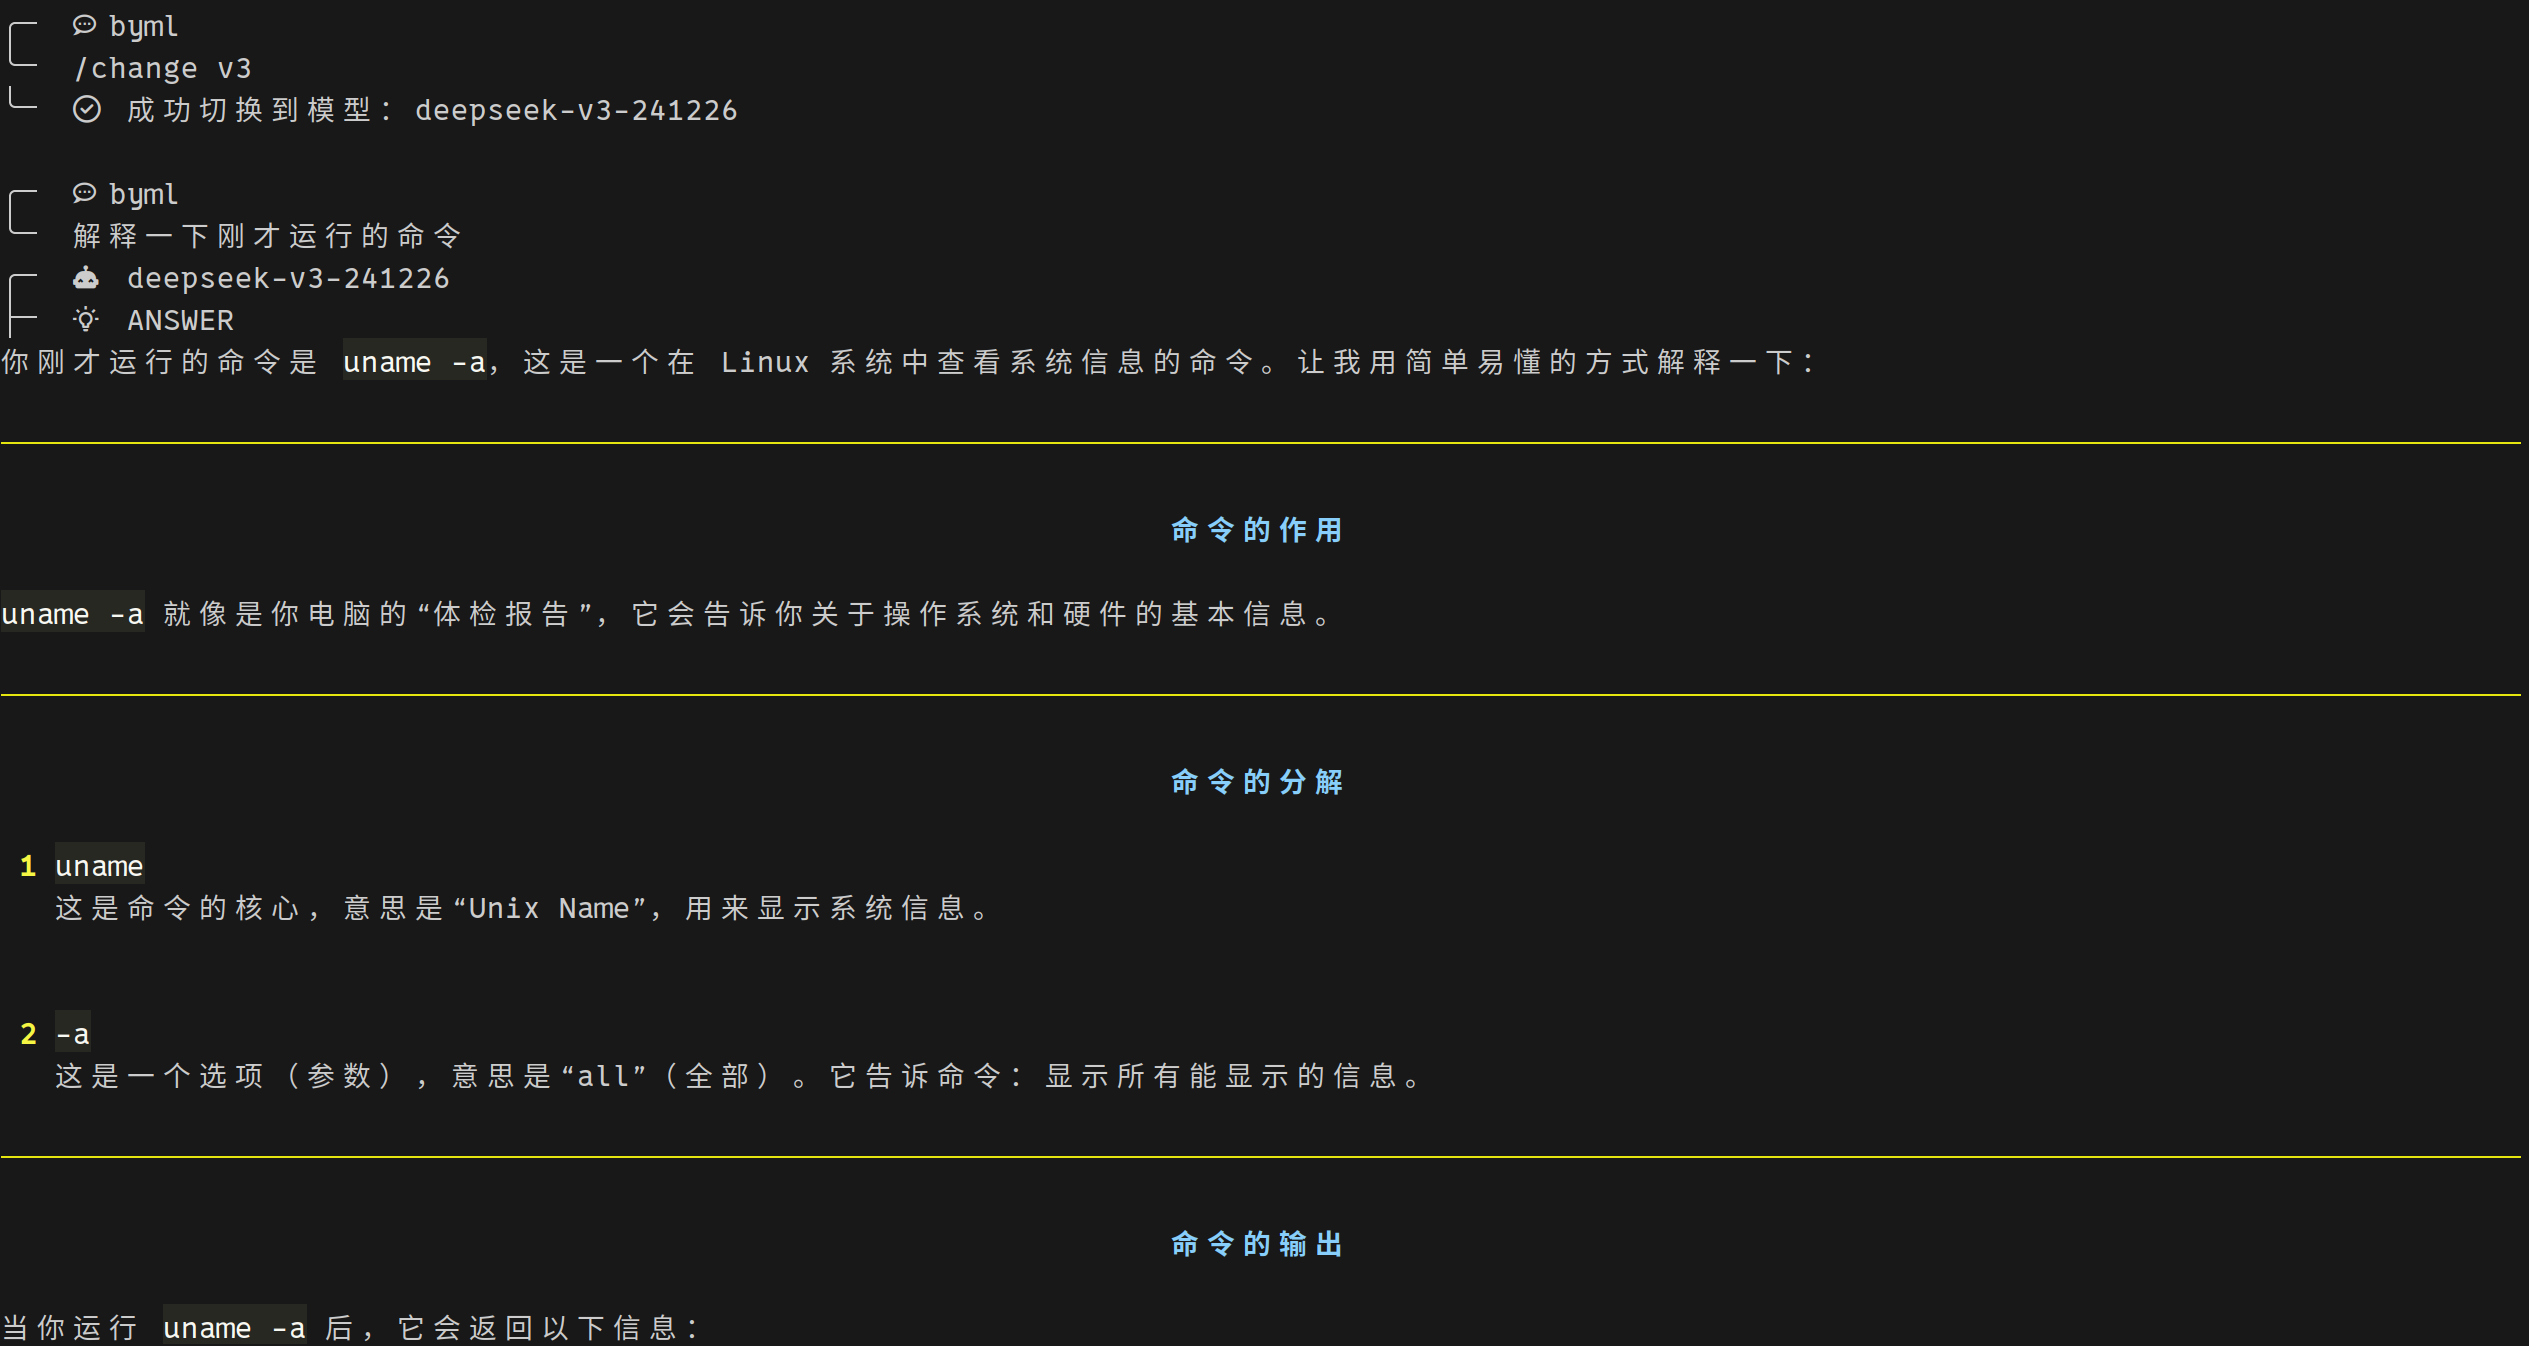 byml
/change v3
成功切换到模型：deepseek-v3-241226
byml
解释一下刚才运行的命令
deepseek-v3-241226
ANSWER
你刚才运行的命令是 uname -a，这是一个在 Linux 系统中查看系统信息的命令。让我用简单易懂的方式解释一下：
命令的作用
uname -a 就像是你电脑的“体检报告”，它会告诉你关于操作系统和硬件的基本信息。
命令的分解
1 uname
这是命令的核心，意思是“Unix Name”，用来显示系统信息。
2 -a
这是一个选项（参数），意思是“all”（全部）。它告诉命令：显示所有能显示的信息。
命令的输出
当你运行 uname -a 后，它会返回以下信息：